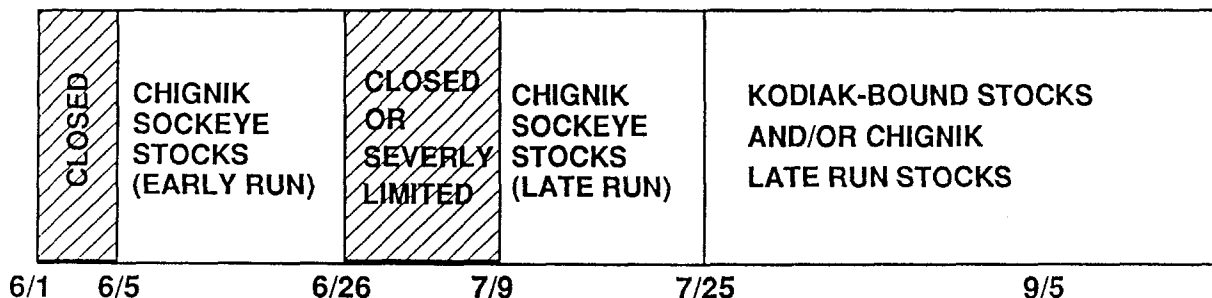 CLOSED
CHIGNIK
SOCKEYE
STOCKS
(EARLY RUN)
CLOSED
OR
SEVERLY
LIMITED
CHIGNIK
SOCKEYE
STOCKS
(LATE RUN)
KODIAK-BOUND STOCKS
AND/OR CHIGNIK
LATE RUN STOCKS
6/1 6/5 6/26 7/9 7/25 9/5